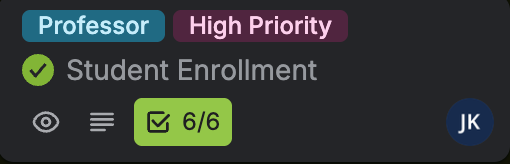 Professor High Priority
Student Enrollment
6/6 JK